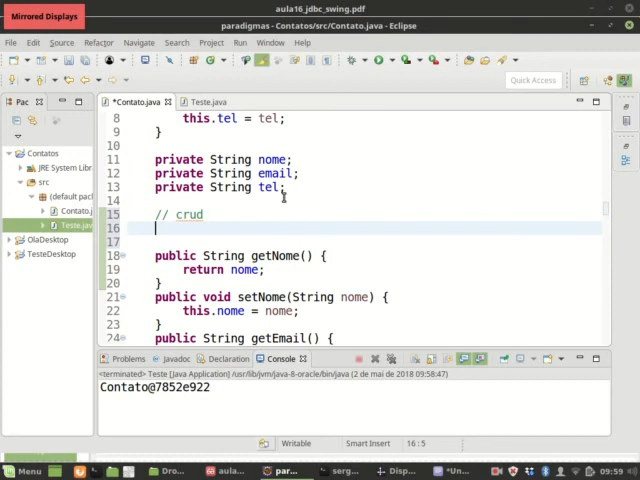 aula16_jdbc_swing.pdf
Mirrored Displays
paradigmas - Contatos/src/Contato.java - Eclipse
File Edit Source Refactor Navigate Search Project Run Window Help
Quick Access
Pac
*Contato.java
Teste.java
Contatos
JRE System Libr
src
(default pack
Contato.j
Teste.jav
OlaDesktop
TesteDesktop
8 this.tel = tel;
9 }
10
11 private String nome;
12 private String email;
13 private String tel;
14
15 // crud
16
17
18 public String getNome() {
19 return nome;
20 }
21 public void setNome(String nome) {
22 this.nome = nome;
23 }
24 public String getEmail() {
Problems Javadoc Declaration Console
<terminated> Teste [Java Application] /usr/lib/jvm/java-8-oracle/bin/java (2 de mai de 2018 09:58:47)
Contato@7852e922
Writable Smart Insert 16 : 5
Menu Dro... aula... par... serg... Disp... *Un... 09:59